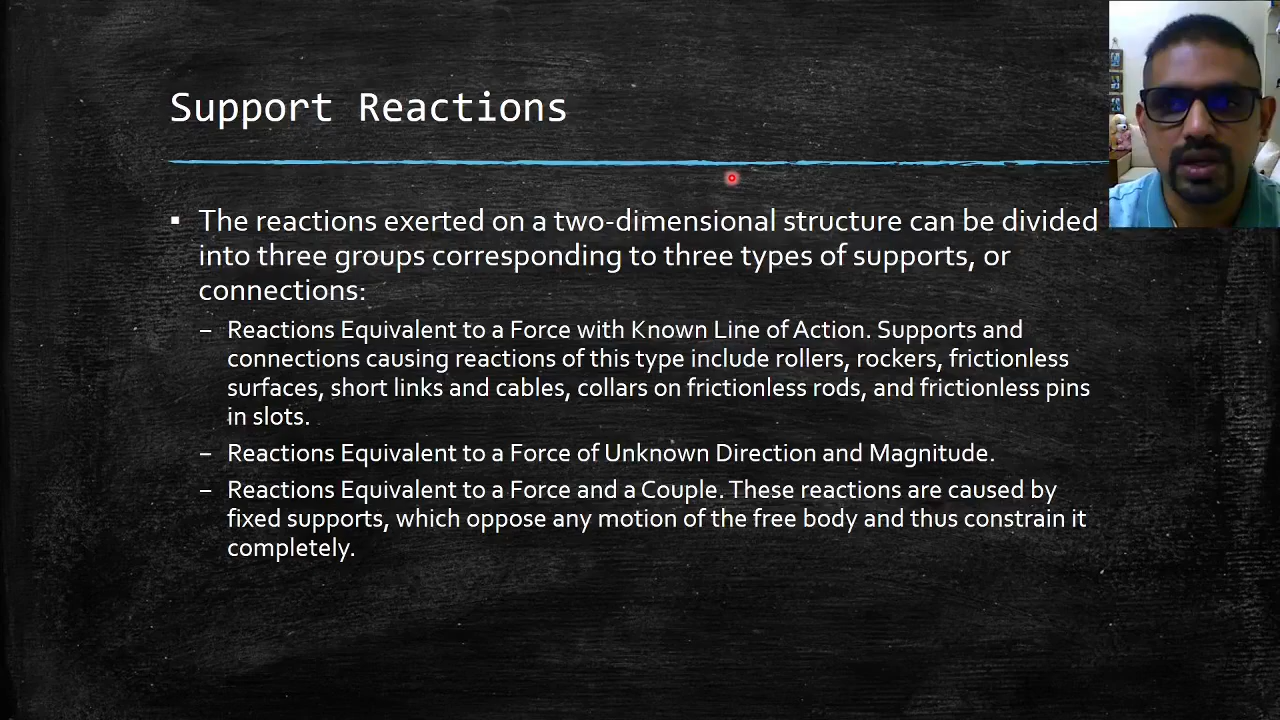 Support Reactions
▪ The reactions exerted on a two-dimensional structure can be divided
into three groups corresponding to three types of supports, or
connections:
– Reactions Equivalent to a Force with Known Line of Action. Supports and
connections causing reactions of this type include rollers, rockers, frictionless
surfaces, short links and cables, collars on frictionless rods, and frictionless pins
in slots.
– Reactions Equivalent to a Force of Unknown Direction and Magnitude.
– Reactions Equivalent to a Force and a Couple. These reactions are caused by
fixed supports, which oppose any motion of the free body and thus constrain it
completely.